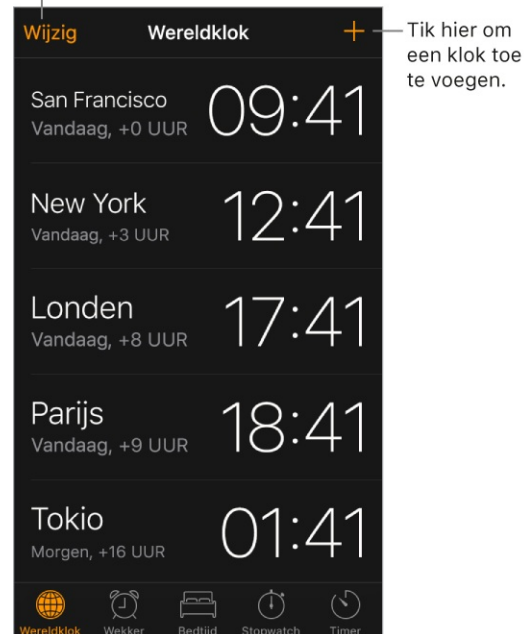 Wijzig Wereldklok +
Tik hier om
een klok toe
te voegen.
San Francisco 09:41
Vandaag, +0 UUR
New York 12:41
Vandaag, +3 UUR
Londen 17:41
Vandaag, +8 UUR
Parijs 18:41
Vandaag, +9 UUR
Tokio 01:41
Morgen, +16 UUR
Wereldklok Wekker Bedtijd Stopwatch Timer